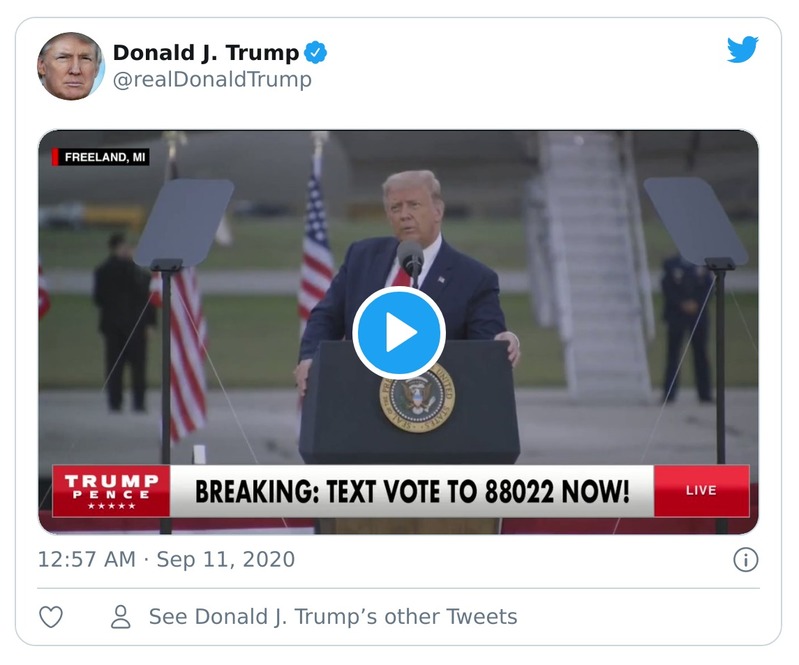 Donald J. Trump
@realDonaldTrump
FREELAND, MI
TRUMP
PENCE
BREAKING: TEXT VOTE TO 88022 NOW!
LIVE
12:57 AM · Sep 11, 2020
See Donald J. Trump’s other Tweets